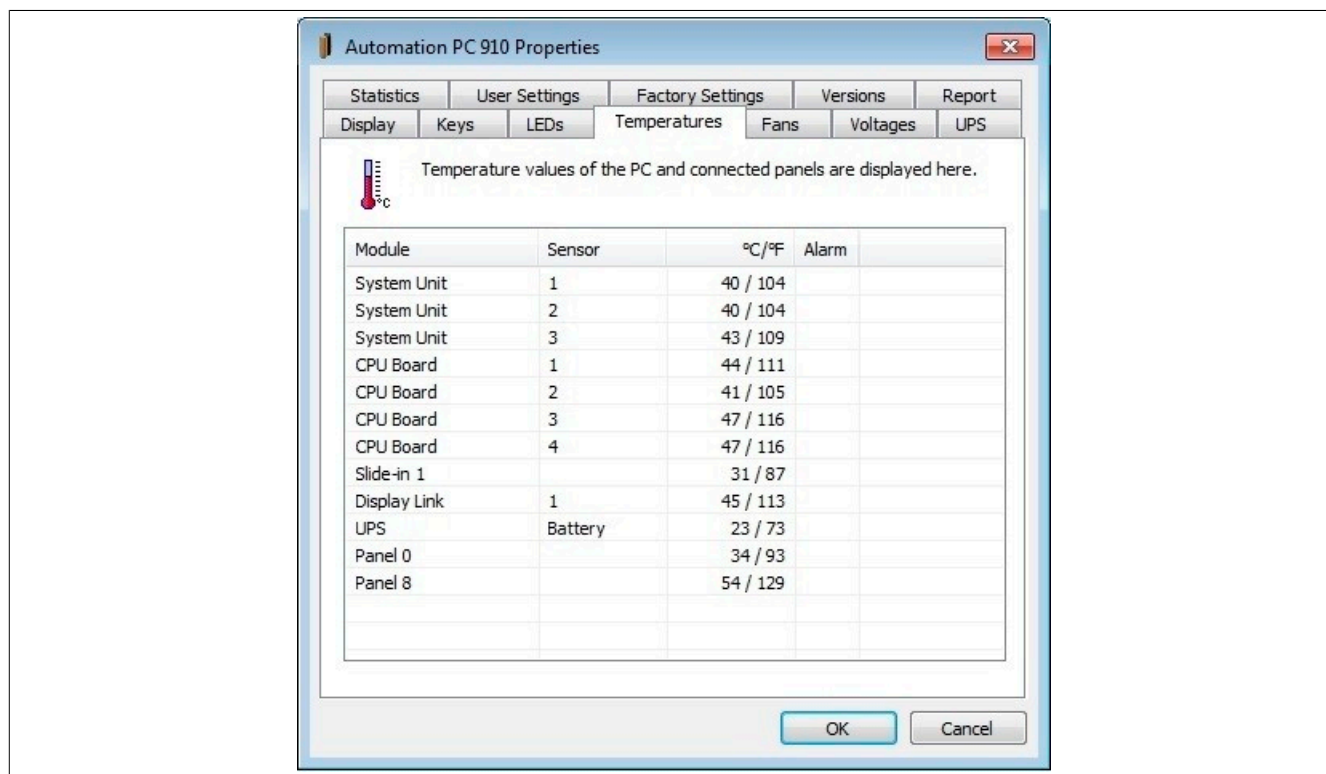 Automation PC 910 Properties
Statistics User Settings Factory Settings Versions Report
Display Keys LEDs Temperatures Fans Voltages UPS
Temperature values of the PC and connected panels are displayed here.
°C
Module Sensor °C/°F Alarm
System Unit 1 40 / 104
System Unit 2 40 / 104
System Unit 3 43 / 109
CPU Board 1 44 / 111
CPU Board 2 41 / 105
CPU Board 3 47 / 116
CPU Board 4 47 / 116
Slide-in 1 31 / 87
Display Link 1 45 / 113
UPS Battery 23 / 73
Panel 0 34 / 93
Panel 8 54 / 129
OK Cancel